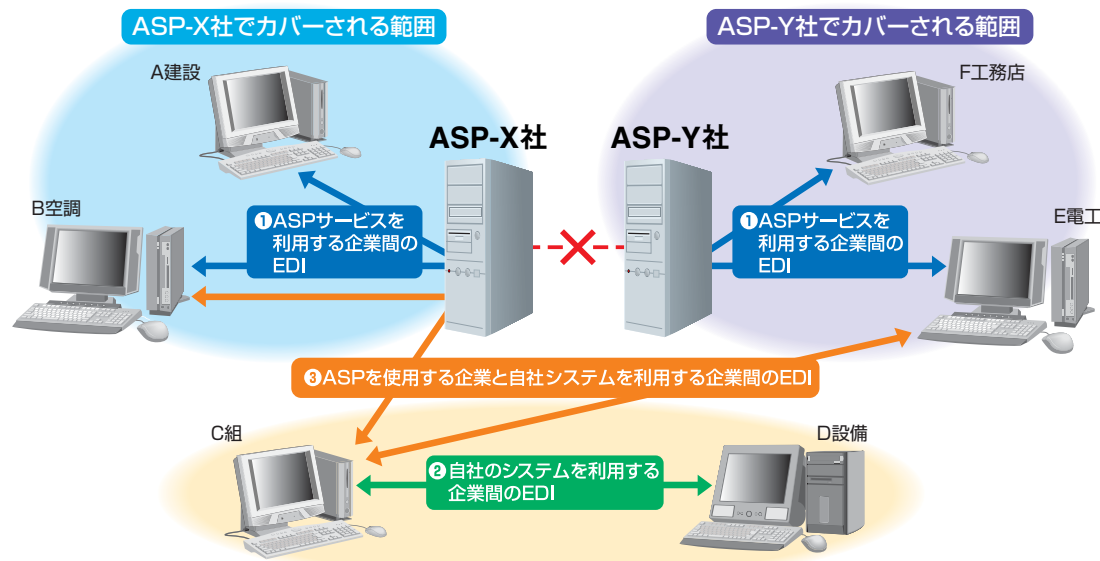 ASP-X社でカバーされる範囲
ASP-Y社でカバーされる範囲
A建設
F工務店
ASP-X社
ASP-Y社
B空調
E電工
❶ASPサービスを
利用する企業間の
EDI
❶ASPサービスを
利用する企業間の
EDI
❸ASPを使用する企業と自社システムを利用する企業間のEDI
C組
D設備
❷自社のシステムを利用する
企業間のEDI